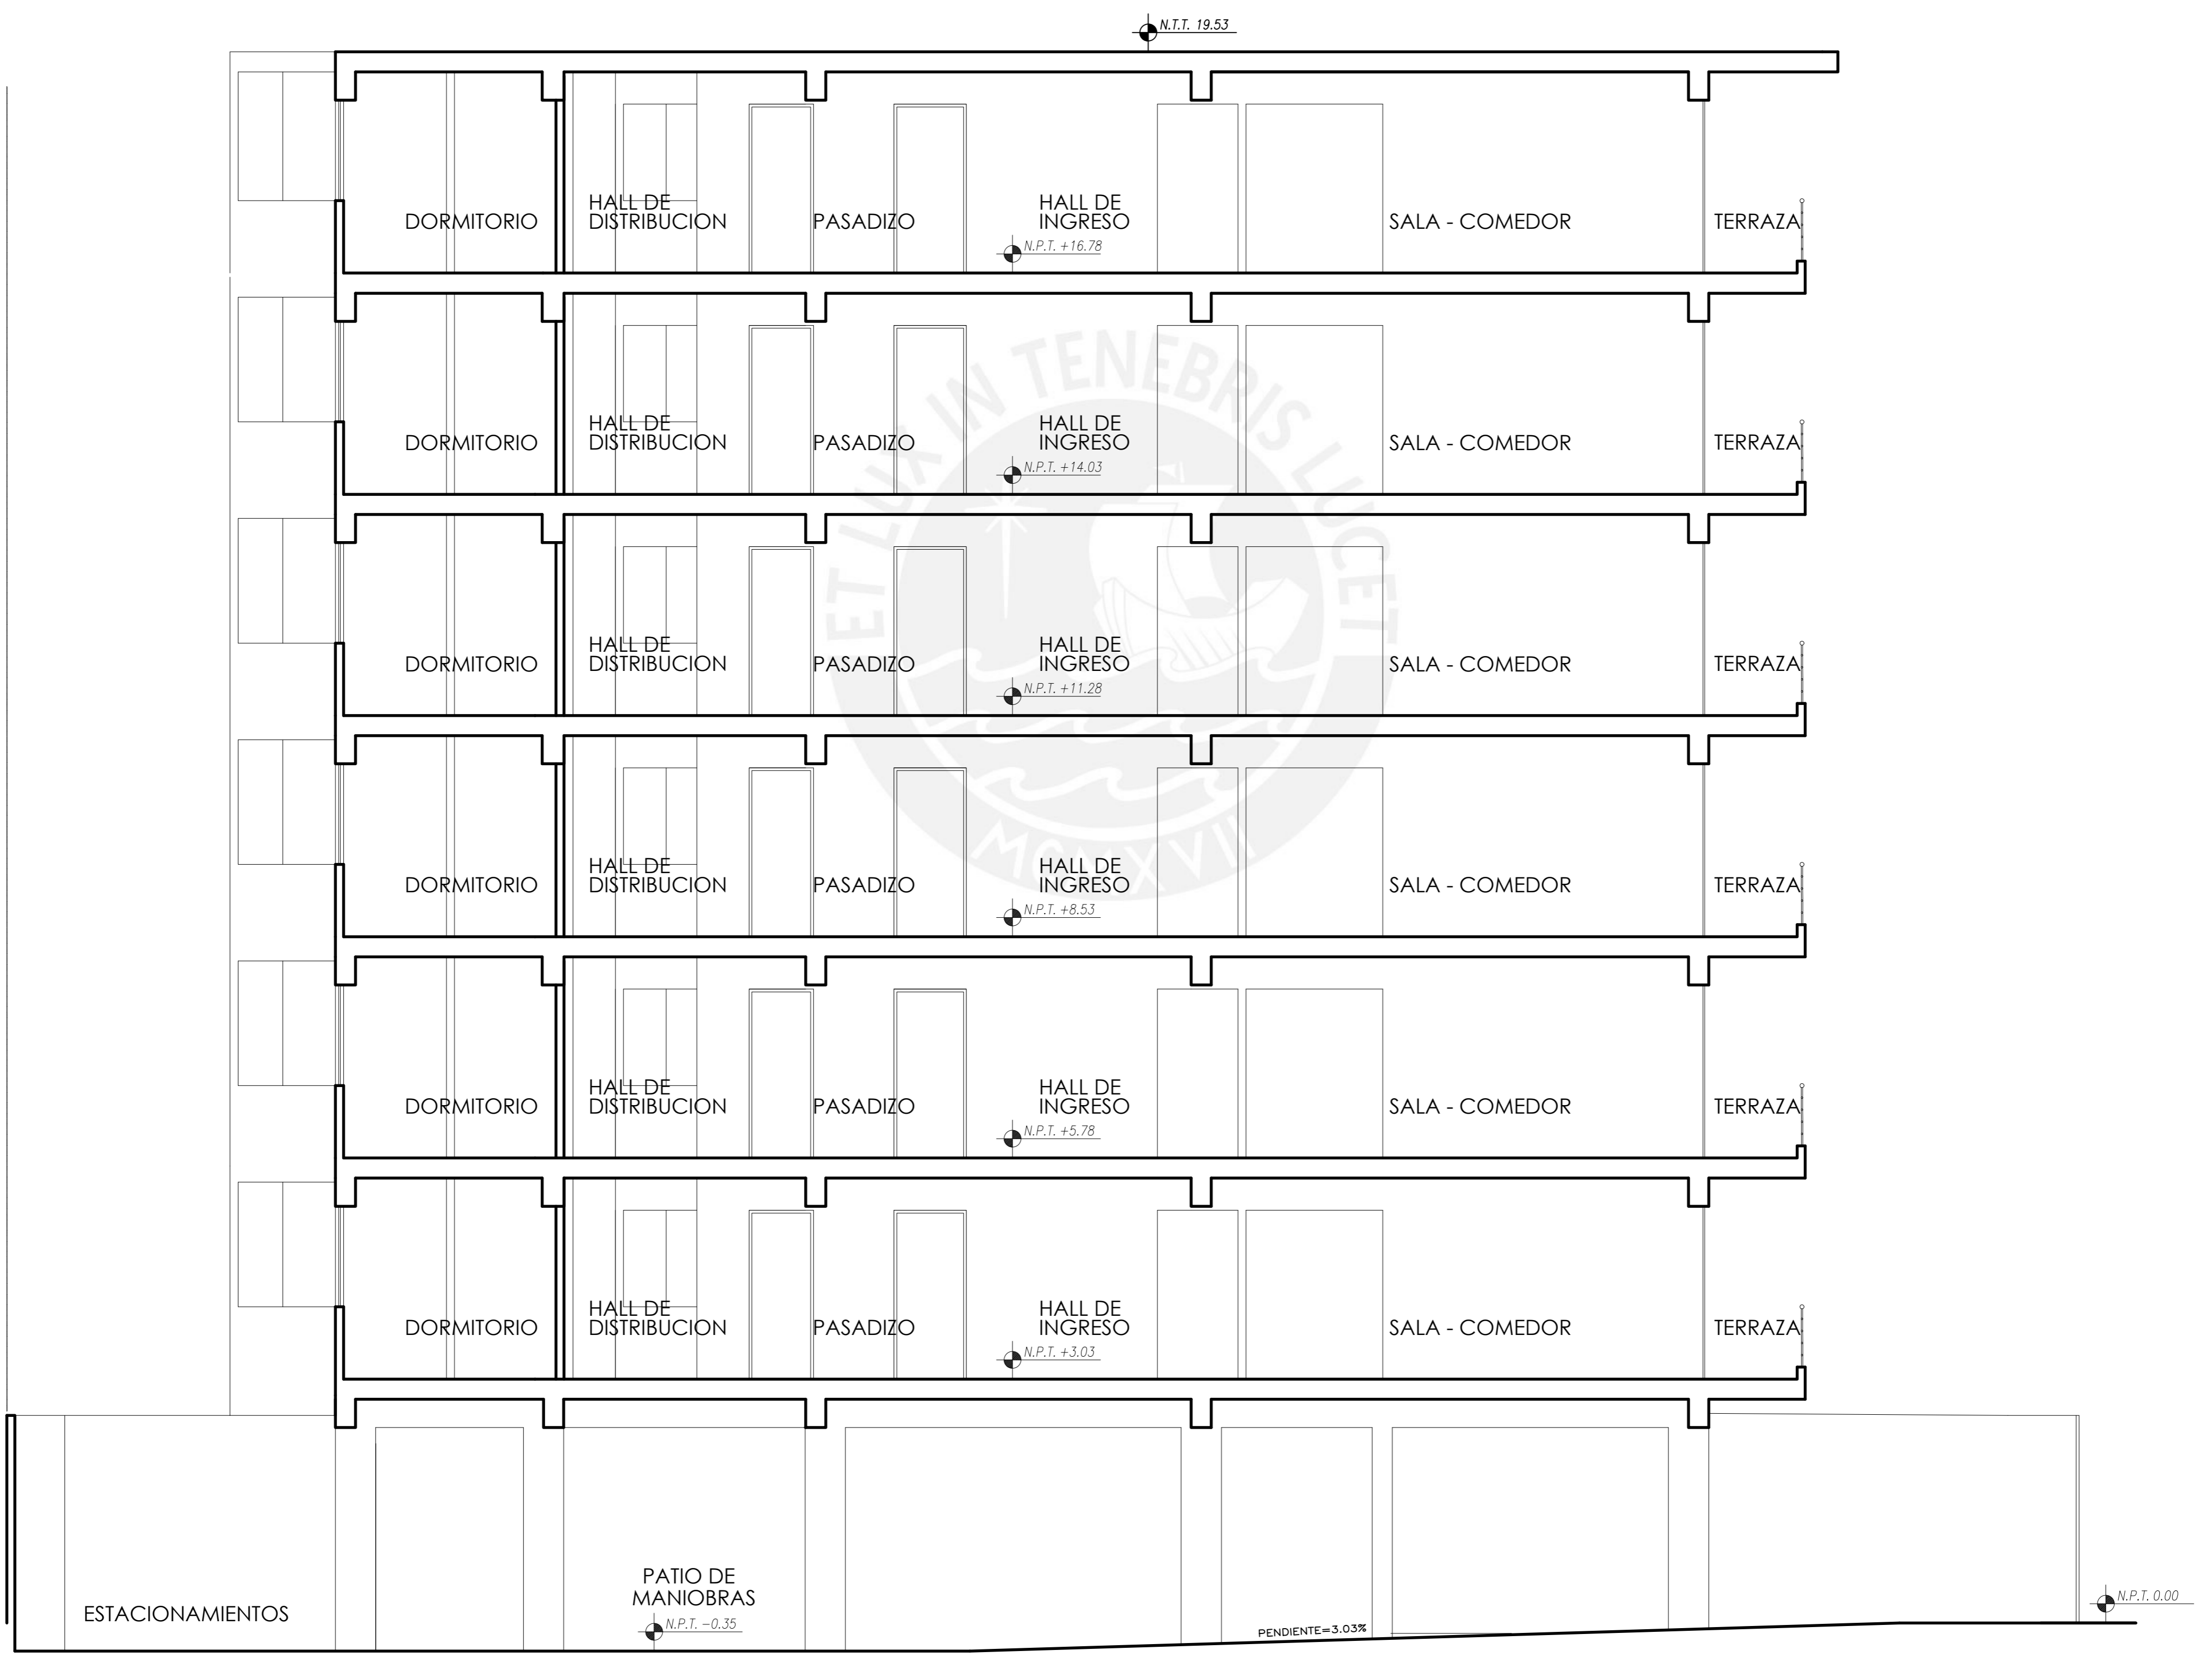 N.T.T. 19.53
HALL DE
HALL DE
DORMITORIO
DISTRIBUCION
PASADIZO
INGRESO
SALA - COMEDOR
TERRAZA
N.P.T. +16.78
ET LUX IN TENEBRIS LUCET
HALL DE
HALL DE
DORMITORIO
DISTRIBUCION
PASADIZO
INGRESO
SALA - COMEDOR
TERRAZA
N.P.T. +14.03
HALL DE
HALL DE
DORMITORIO
DISTRIBUCION
PASADIZO
INGRESO
SALA - COMEDOR
TERRAZA
N.P.T. +11.28
MCMXVII
HALL DE
HALL DE
DORMITORIO
DISTRIBUCION
PASADIZO
INGRESO
SALA - COMEDOR
TERRAZA
N.P.T. +8.53
HALL DE
HALL DE
DORMITORIO
DISTRIBUCION
PASADIZO
INGRESO
SALA - COMEDOR
TERRAZA
N.P.T. +5.78
HALL DE
HALL DE
DORMITORIO
DISTRIBUCION
PASADIZO
INGRESO
SALA - COMEDOR
TERRAZA
N.P.T. +3.03
PATIO DE
MANIOBRAS
ESTACIONAMIENTOS
N.P.T. −0.35
PENDIENTE=3.03%
N.P.T. 0.00